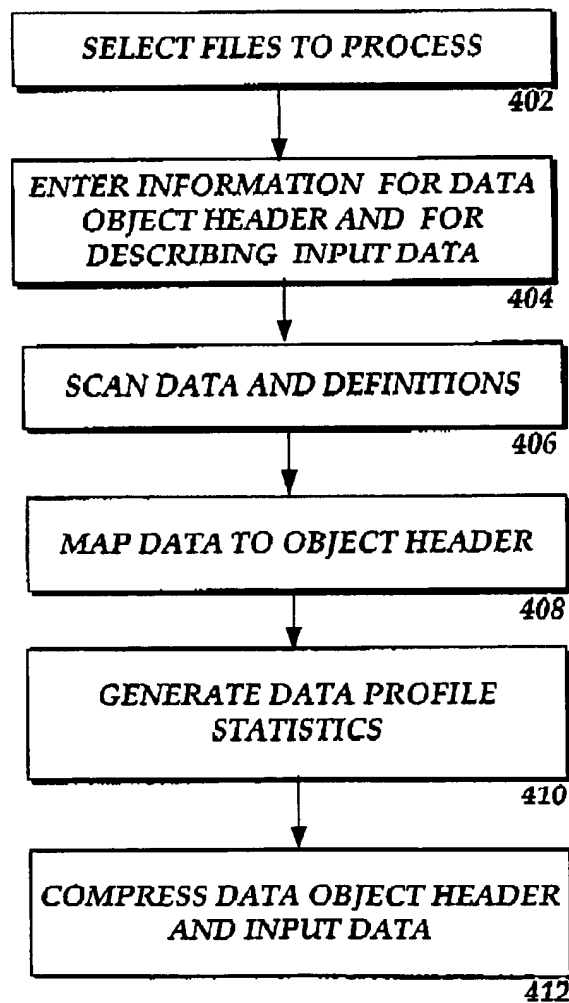 SELECT FILES TO PROCESS
402
ENTER INFORMATION FOR DATA
OBJECT HEADER AND FOR
DESCRIBING INPUT DATA
404
SCAN DATA AND DEFINITIONS
406
MAP DATA TO OBJECT HEADER
408
GENERATE DATA PROFILE
STATISTICS
410
COMPRESS DATA OBJECT HEADER
AND INPUT DATA
412